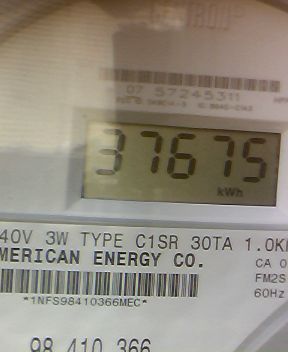 07 57245311
37675
kWh
40V 3W TYPE C1SR 30TA 1.0K
MERICAN ENERGY CO.
CA 0
FM2S
60Hz
*1NFS98410366MEC*
98 410 366